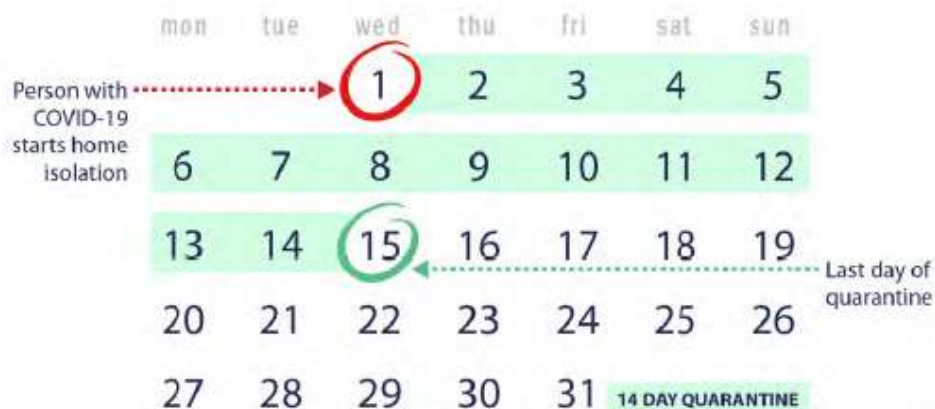 mon tue wed thu fri sat sun
Person with
COVID-19
starts home
isolation
1 2 3 4 5
6 7 8 9 10 11 12
13 14 15 16 17 18 19
Last day of
quarantine
20 21 22 23 24 25 26
27 28 29 30 31 14 DAY QUARANTINE